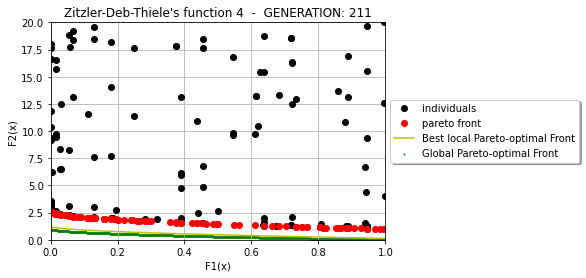 Zitzler-Deb-Thiele's function 4 - GENERATION: 211
20.0
17.5
15.0
12.5
10.0
7.5
5.0
2.5
0.0
F2(x)
0.0 0.2 0.4 0.6 0.8 1.0
F1(x)
individuals
pareto front
Best local Pareto-optimal Front
Global Pareto-optimal Front